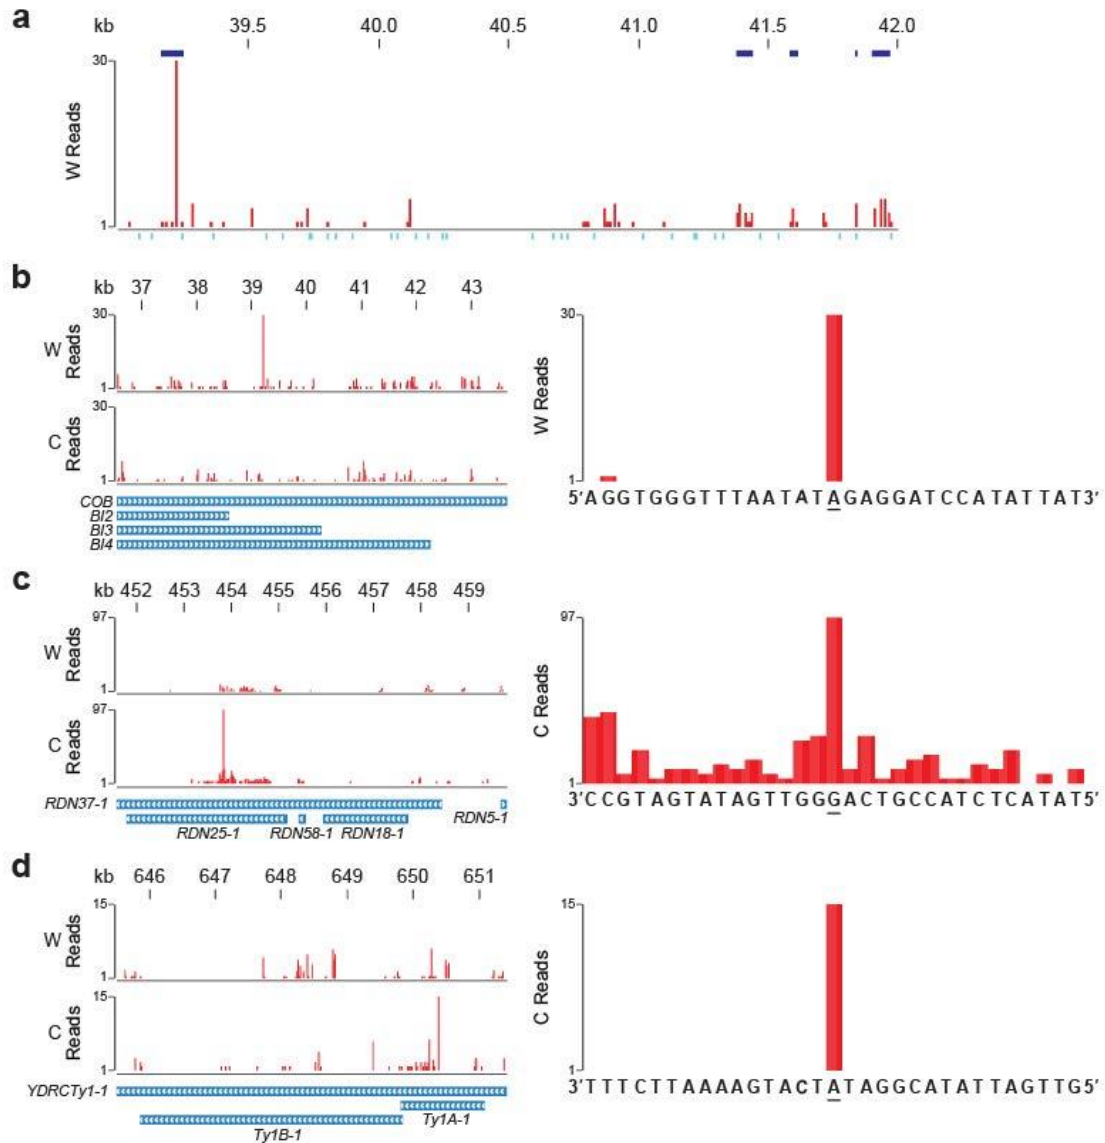 a
kb 39.5 40.0 40.5 41.0 41.5 42.0
30
W Reads
1
b
kb 37 38 39 40 41 42 43
30
W Reads
1
30
C Reads
1
COB
BI2
BI3
BI4
30
W Reads
1
5′AGGTGGGTTTAATATAGAGGATCCATATTAT3′
c
kb 452 453 454 455 456 457 458 459
97
W Reads
1
97
C Reads
1
RDN37-1
RDN5-1
RDN25-1 RDN58-1 RDN18-1
97
C Reads
1
3′CCGTAGTATAGTTGGGACTGCCATCTCATAT5′
d
kb 646 647 648 649 650 651
15
W Reads
1
15
C Reads
1
YDRCTy1-1
Ty1A-1
Ty1B-1
15
C Reads
1
3′TTTCTTAAAAGTACTATAGGCATATTAGTTG5′